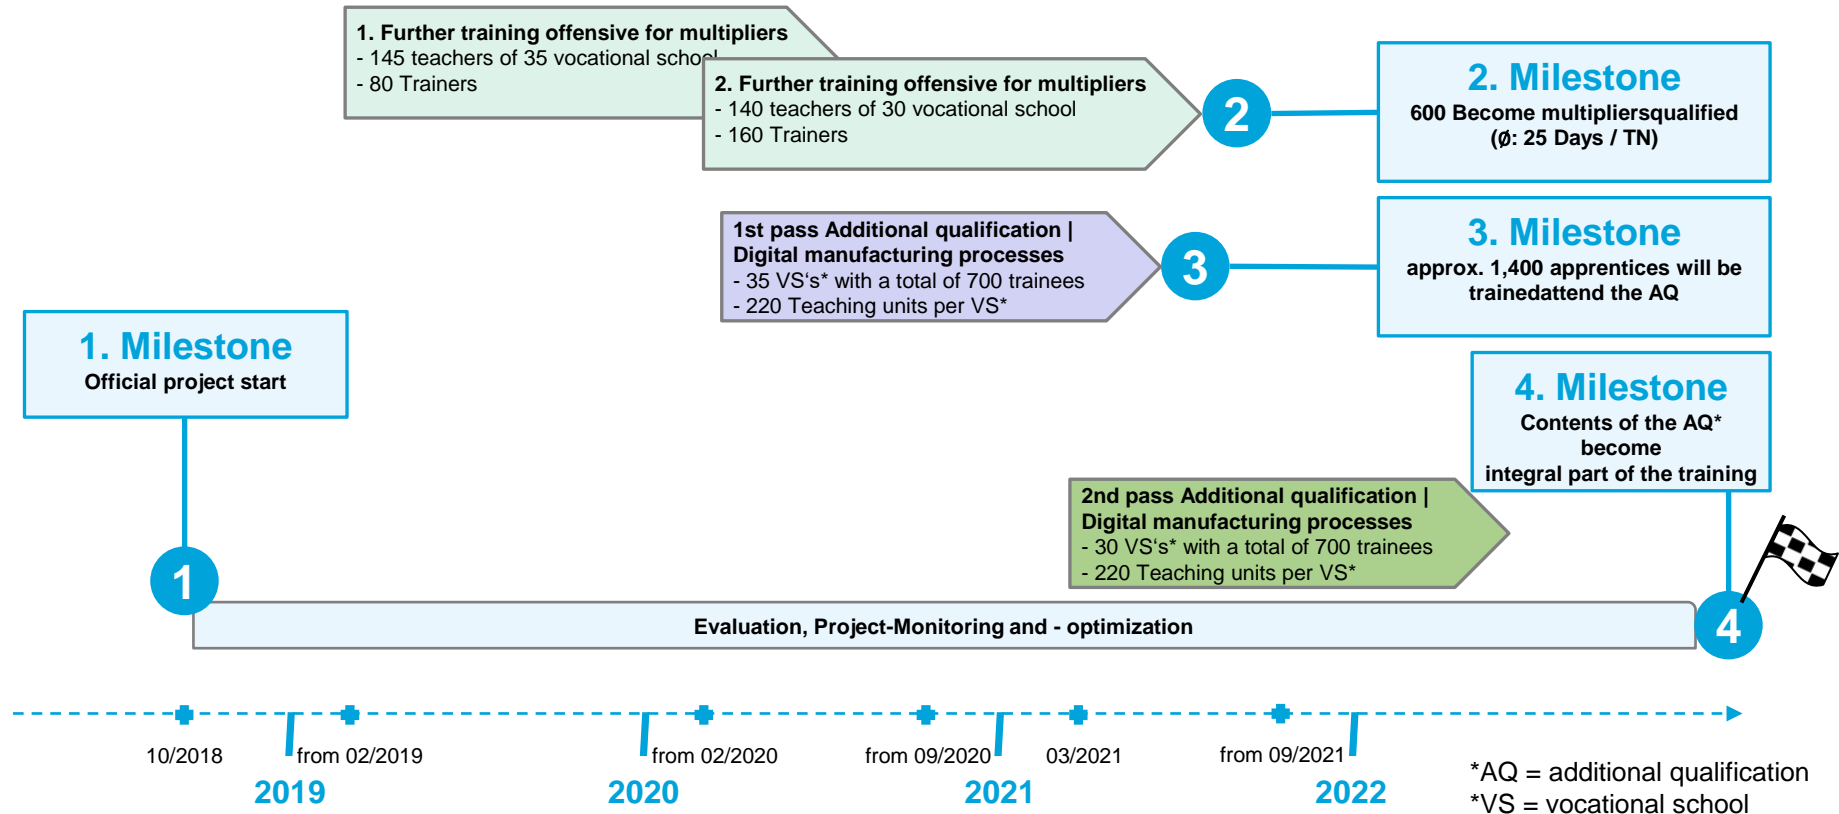 1. Further training offensive for multipliers
- 145 teachers of 35 vocational school
- 80 Trainers
2. Further training offensive for multipliers
- 140 teachers of 30 vocational school
- 160 Trainers
2
2. Milestone
600 Become multipliersqualified
(ø: 25 Days / TN)
1st pass Additional qualification |
Digital manufacturing processes
- 35 VS‘s* with a total of 700 trainees
- 220 Teaching units per VS*
3
3. Milestone
approx. 1,400 apprentices will be
trainedattend the AQ
1. Milestone
Official project start
4. Milestone
Contents of the AQ*
become
integral part of the training
2nd pass Additional qualification |
Digital manufacturing processes
- 30 VS‘s* with a total of 700 trainees
- 220 Teaching units per VS*
1
Evaluation, Project-Monitoring and - optimization
4
10/2018
from 02/2019
from 02/2020
from 09/2020
03/2021
from 09/2021
2019
2020
2021
2022
*AQ = additional qualification
*VS = vocational school